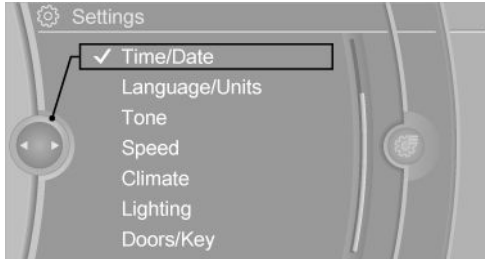 Settings
Time/Date
Language/Units
Tone
Speed
Climate
Lighting
Doors/Key